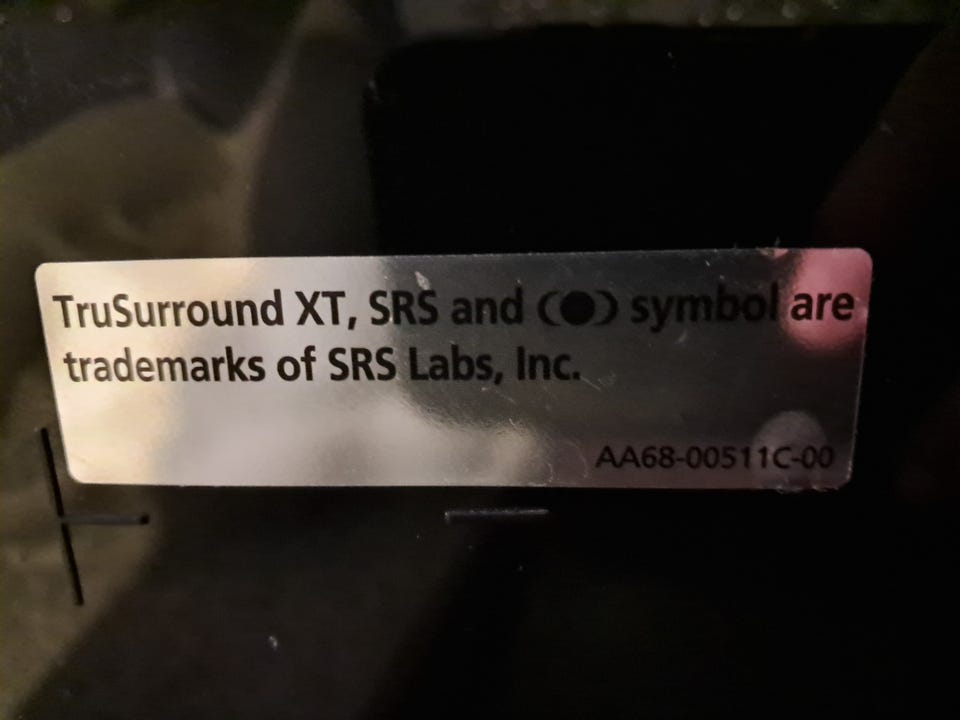 TruSurround XT, SRS and (●) symbol are
trademarks of SRS Labs, Inc.
AA68-00511C-00